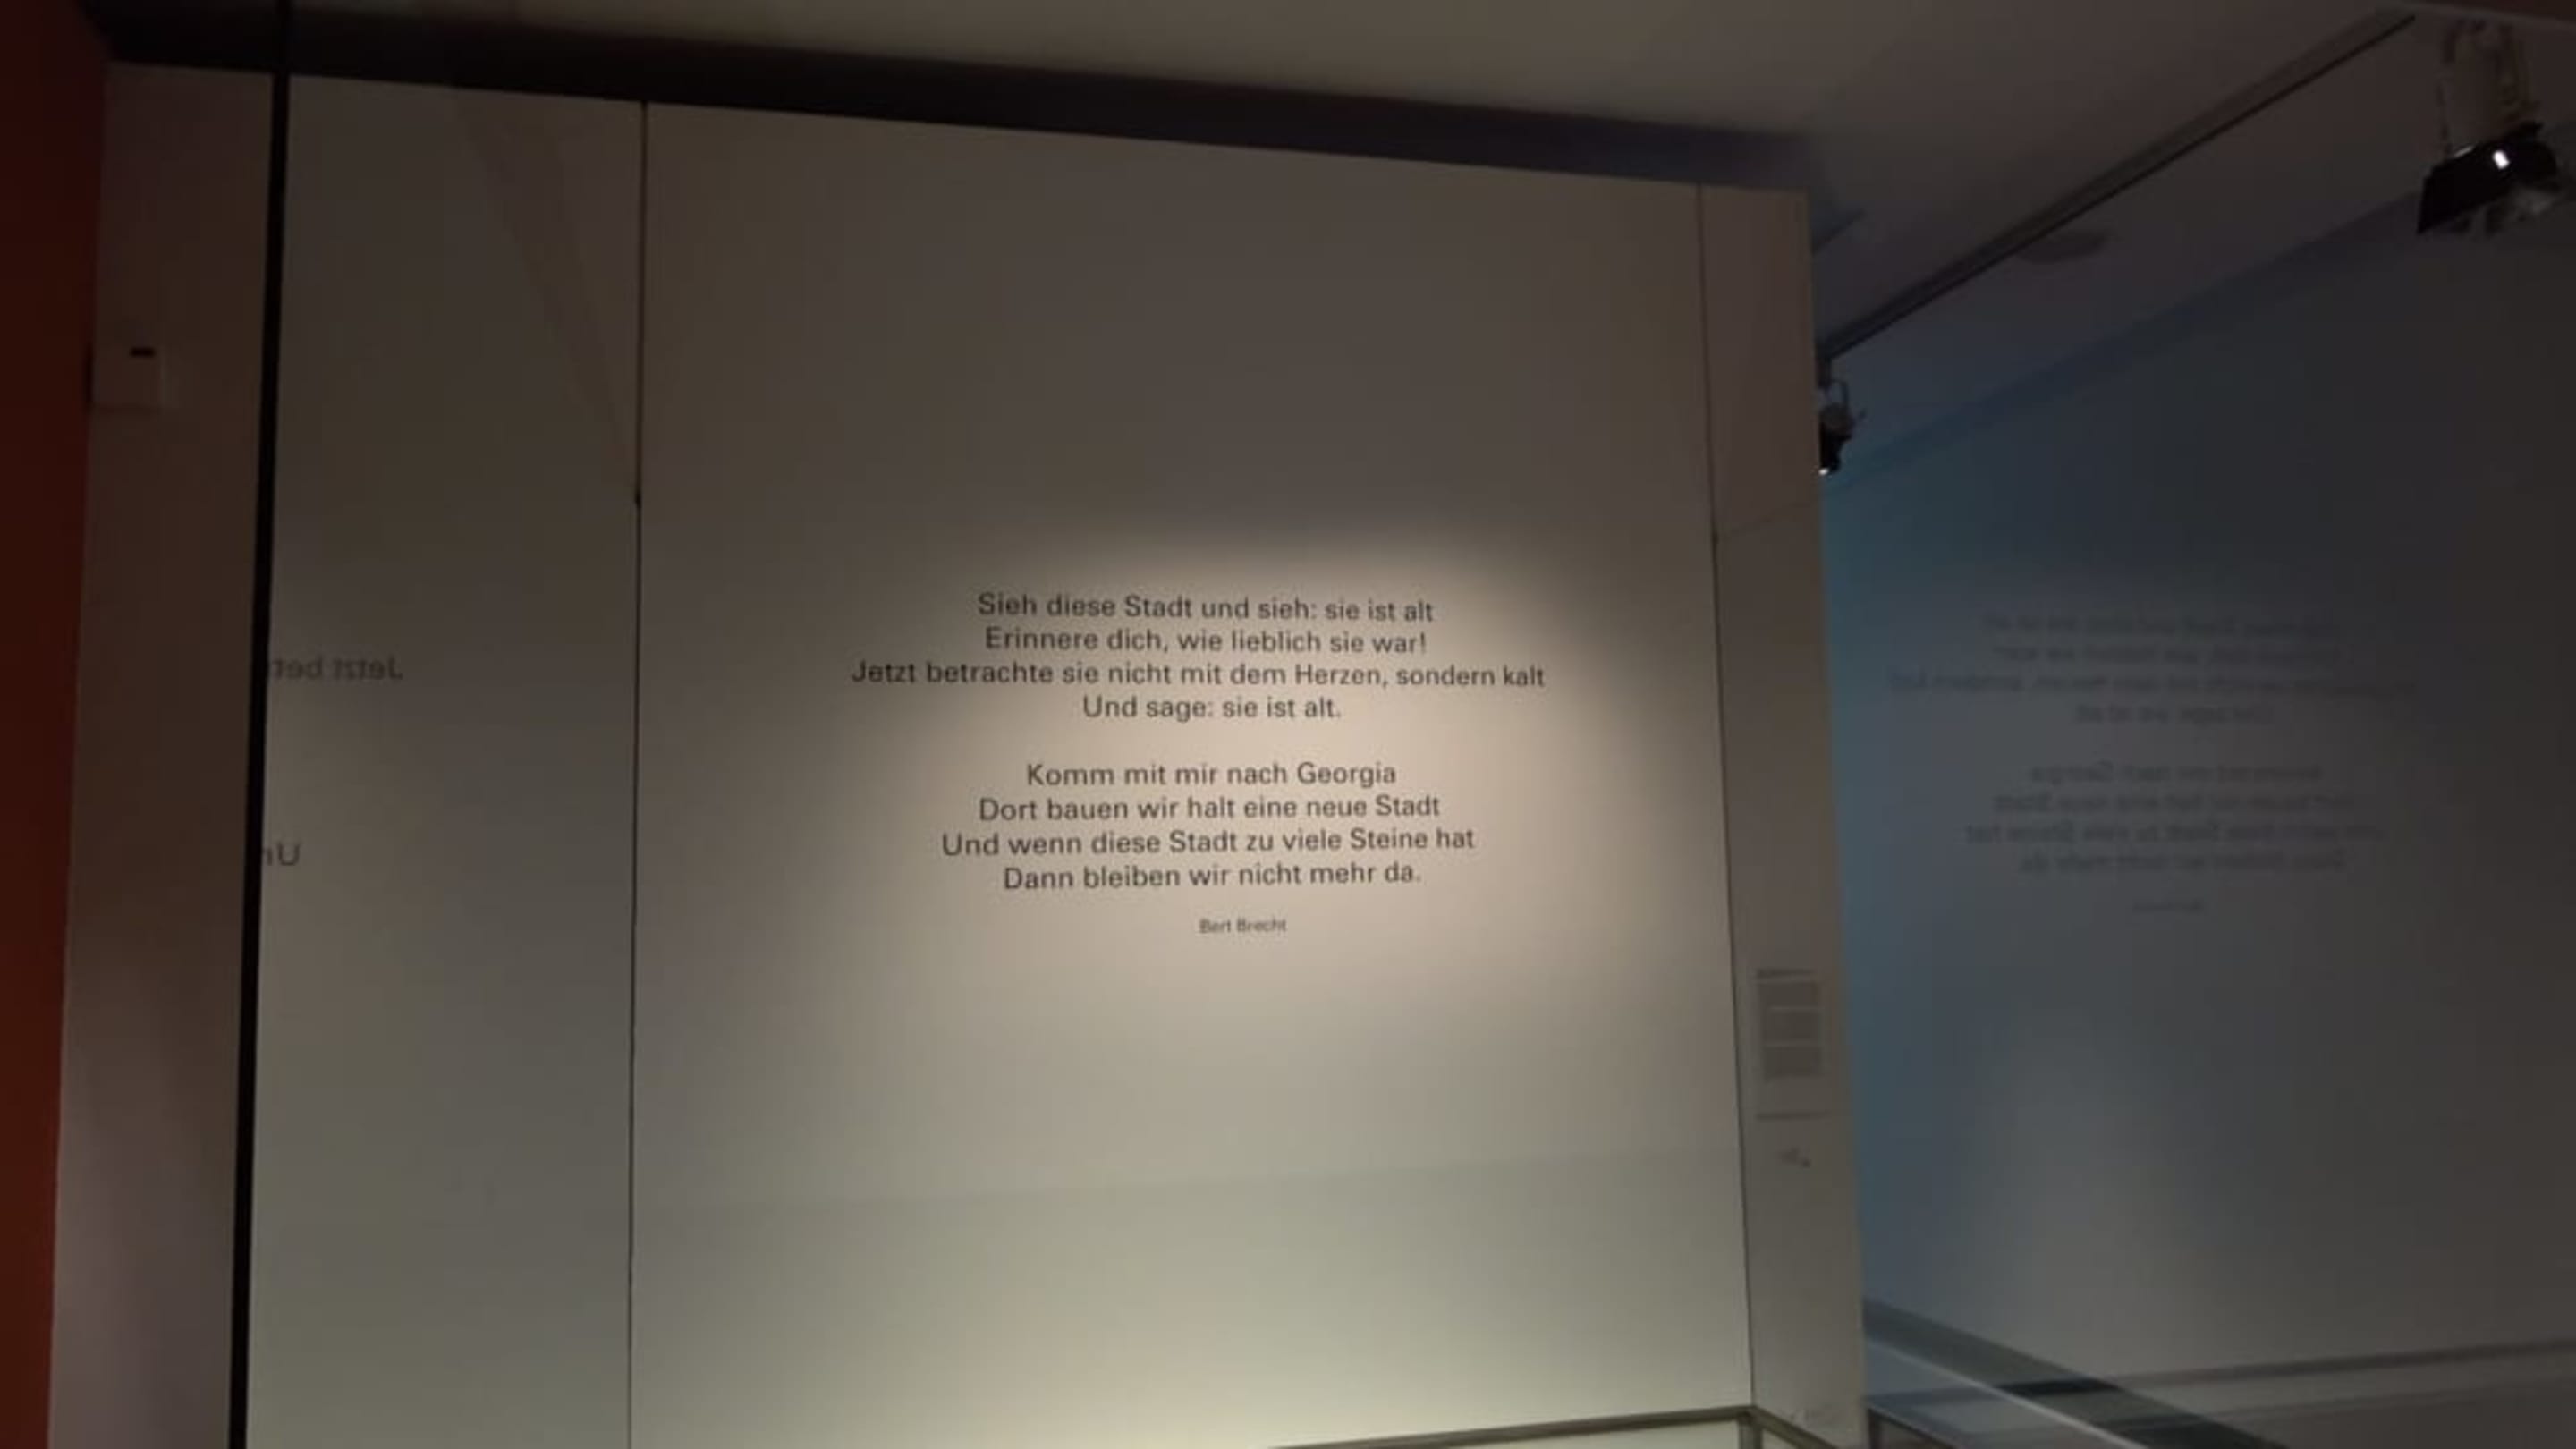 Sieh diese Stadt und sieh: sie ist alt
Erinnere dich, wie lieblich sie war!
Jetzt betrachte sie nicht mit dem Herzen, sondern kalt
Und sage: sie ist alt.
Komm mit mir nach Georgia
Dort bauen wir halt eine neue Stadt
Und wenn diese Stadt zu viele Steine hat
Dann bleiben wir nicht mehr da.
Bert Brecht